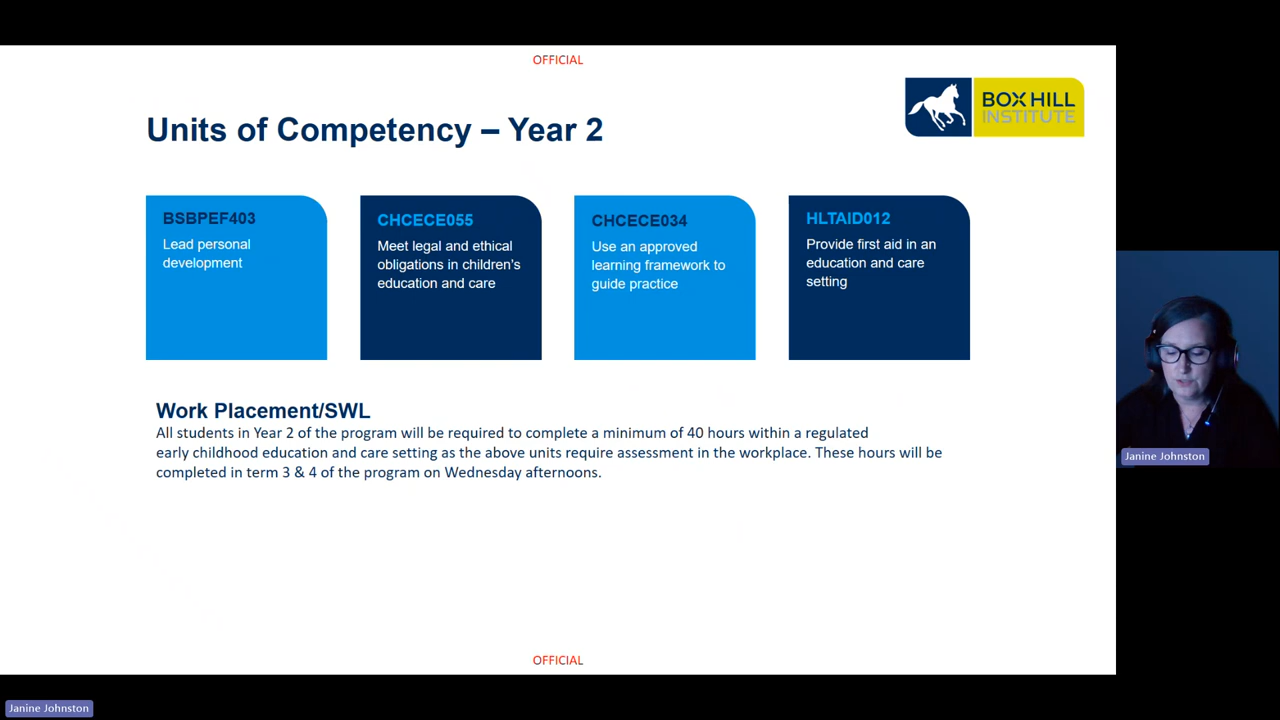 OFFICIAL
BOX HILL
INSTITUTE
Units of Competency – Year 2
BSBPEF403
Lead personal
development
CHCECE055
Meet legal and ethical
obligations in children's
education and care
CHCECE034
Use an approved
learning framework to
guide practice
HLTAID012
Provide first aid in an
education and care
setting
Work Placement/SWL
All students in Year 2 of the program will be required to complete a minimum of 40 hours within a regulated
early childhood education and care setting as the above units require assessment in the workplace. These hours will be
completed in term 3 & 4 of the program on Wednesday afternoons.
Janine Johnston
OFFICIAL
Janine Johnston